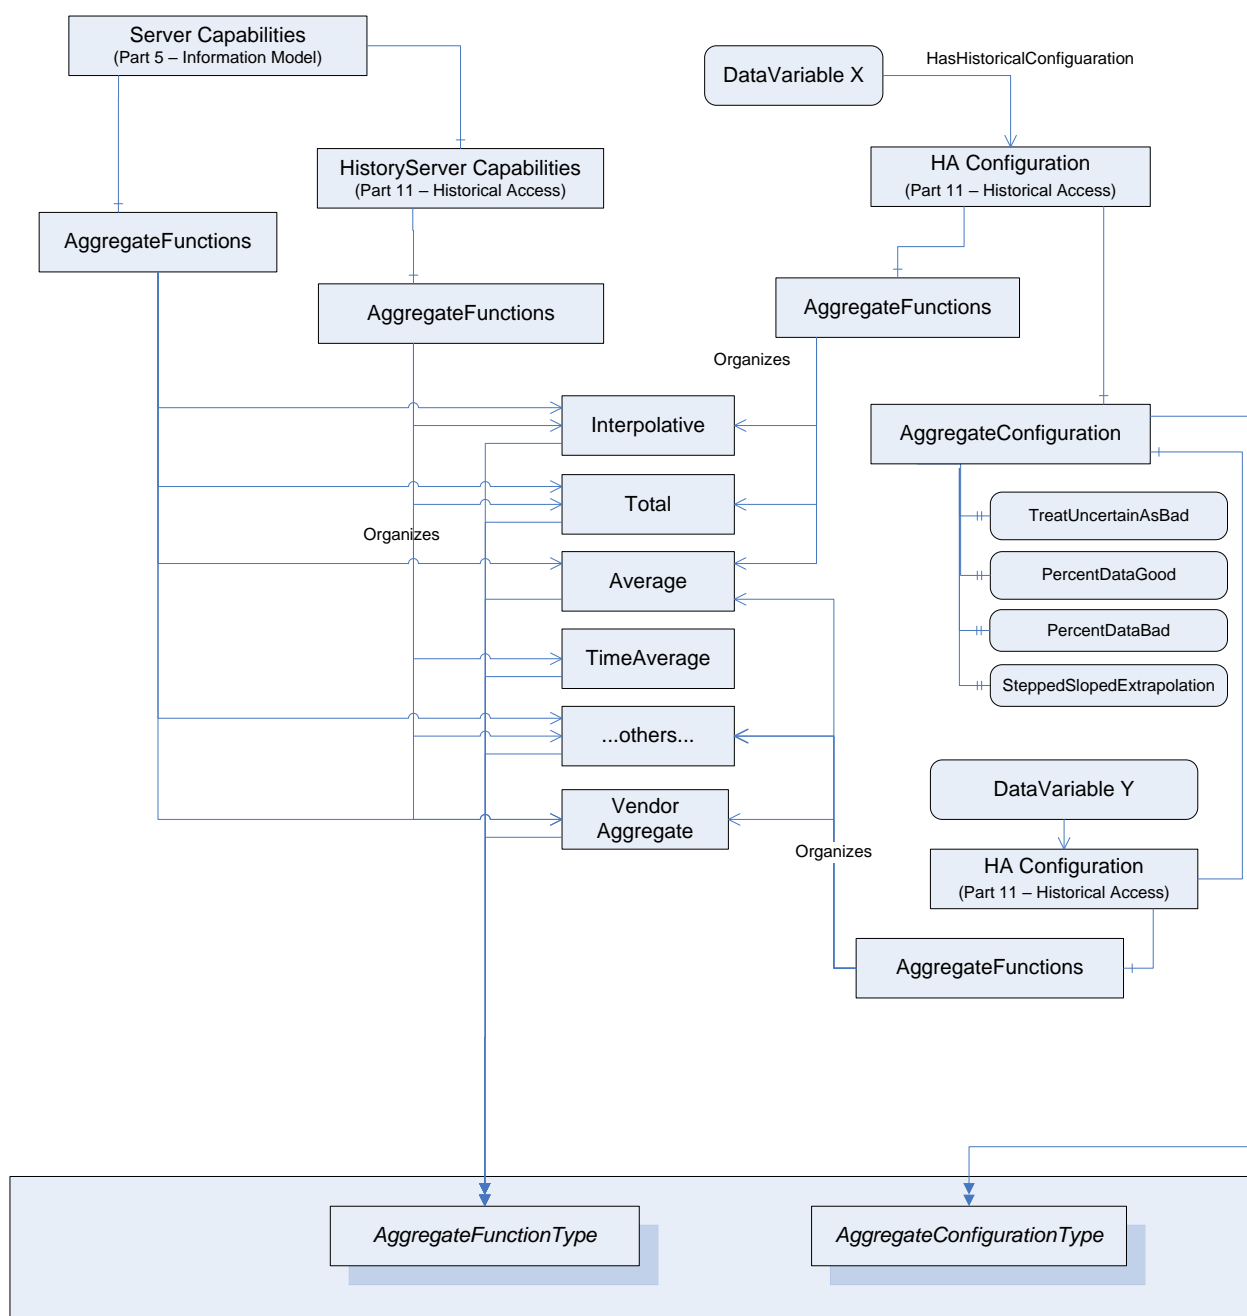 Server Capabilities
(Part 5 – Information Model)
DataVariable X
HasHistoricalConfiguaration
HistoryServer Capabilities
(Part 11 – Historical Access)
HA Configuration
(Part 11 – Historical Access)
AggregateFunctions
AggregateFunctions
AggregateFunctions
Organizes
Interpolative
AggregateConfiguration
Total
TreatUncertainAsBad
Organizes
Average
PercentDataGood
PercentDataBad
TimeAverage
SteppedSlopedExtrapolation
...others...
DataVariable Y
Vendor
Aggregate
Organizes
HA Configuration
(Part 11 – Historical Access)
AggregateFunctions
AggregateFunctionType
AggregateConfigurationType